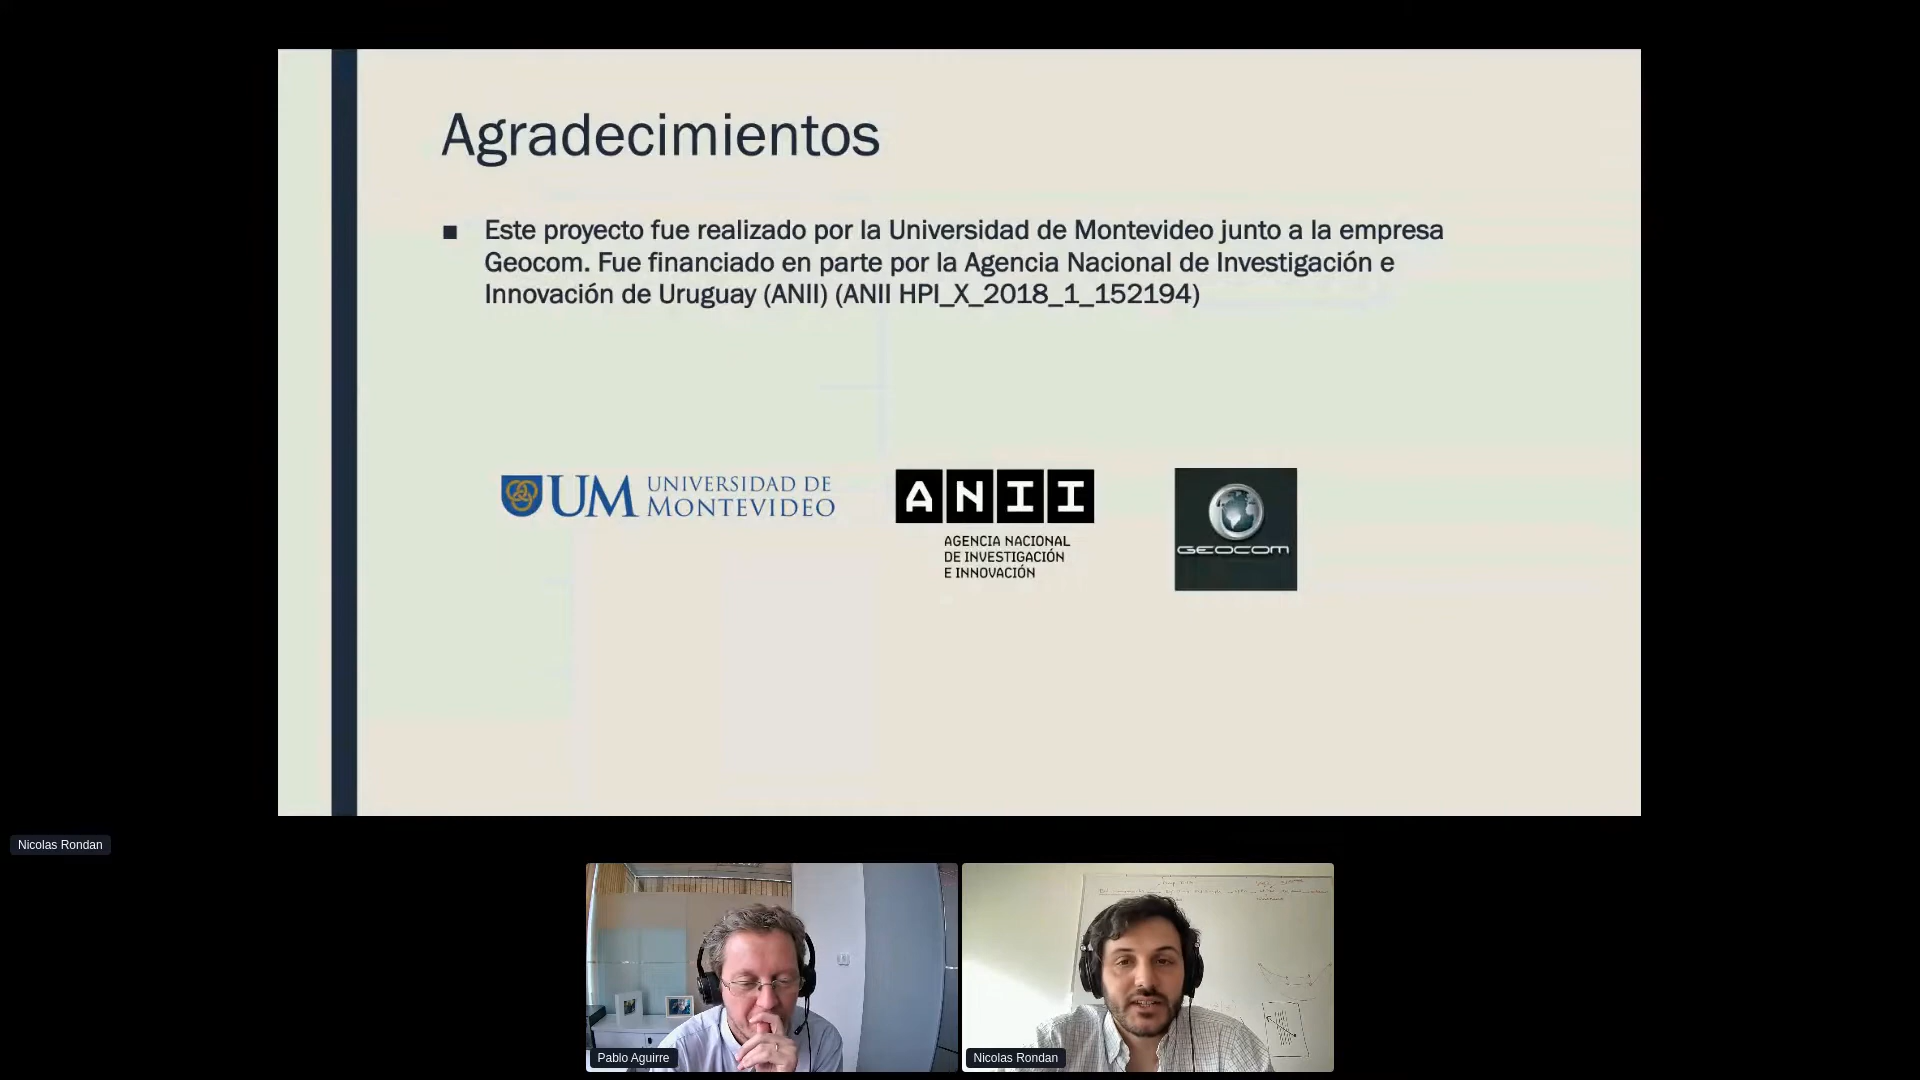 Agradecimientos
■ Este proyecto fue realizado por la Universidad de Montevideo junto a la empresa
Geocom. Fue financiado en parte por la Agencia Nacional de Investigación e
Innovación de Uruguay (ANII) (ANII HPI_X_2018_1_152194)
UM UNIVERSIDAD DE
MONTEVIDEO
ANII
AGENCIA NACIONAL
DE INVESTIGACIÓN
E INNOVACIÓN
GEOCOM
Nicolas Rondan
Pablo Aguirre
Nicolas Rondan